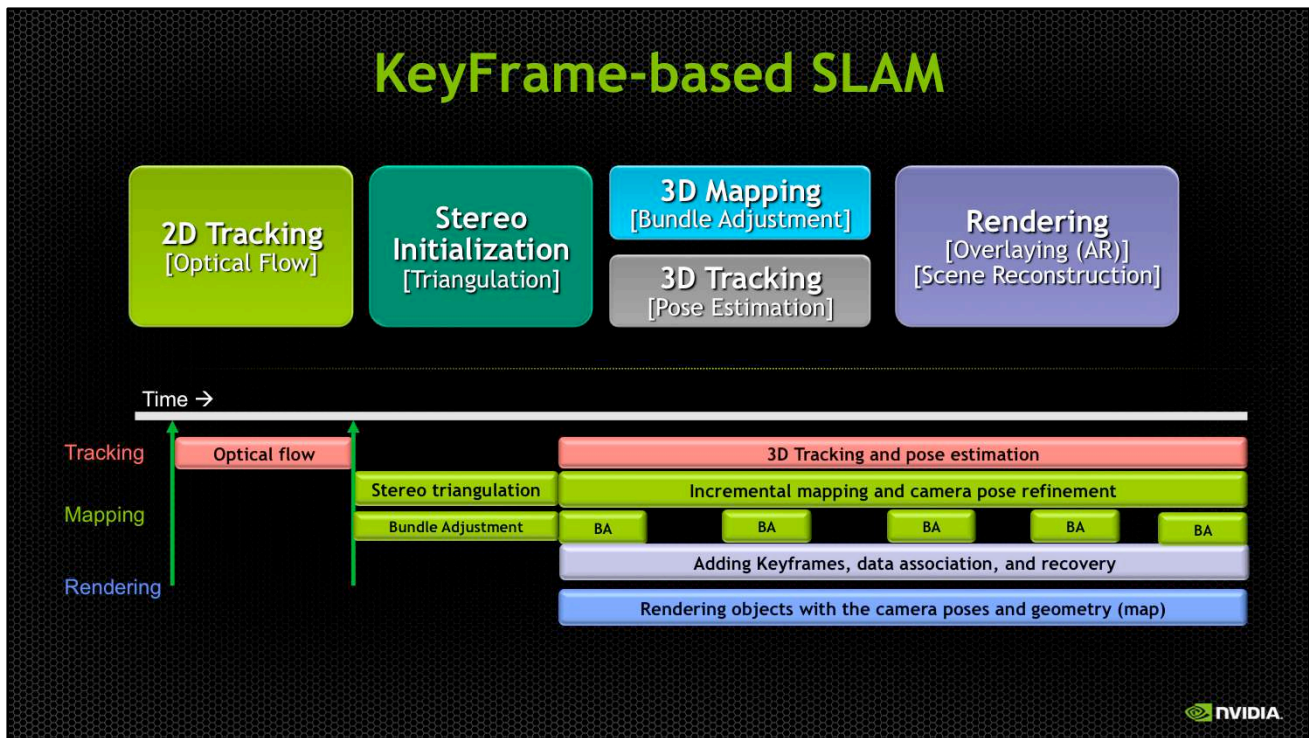 KeyFrame-based SLAM
2D Tracking
[Optical Flow]
Stereo
Initialization
[Triangulation]
3D Mapping
[Bundle Adjustment]
3D Tracking
[Pose Estimation]
Rendering
[Overlaying (AR)]
[Scene Reconstruction]
Time →
Tracking
Optical flow
3D Tracking and pose estimation
Stereo triangulation
Incremental mapping and camera pose refinement
Mapping
Bundle Adjustment
BA
BA
BA
BA
BA
Adding Keyframes, data association, and recovery
Rendering
Rendering objects with the camera poses and geometry (map)
NVIDIA.